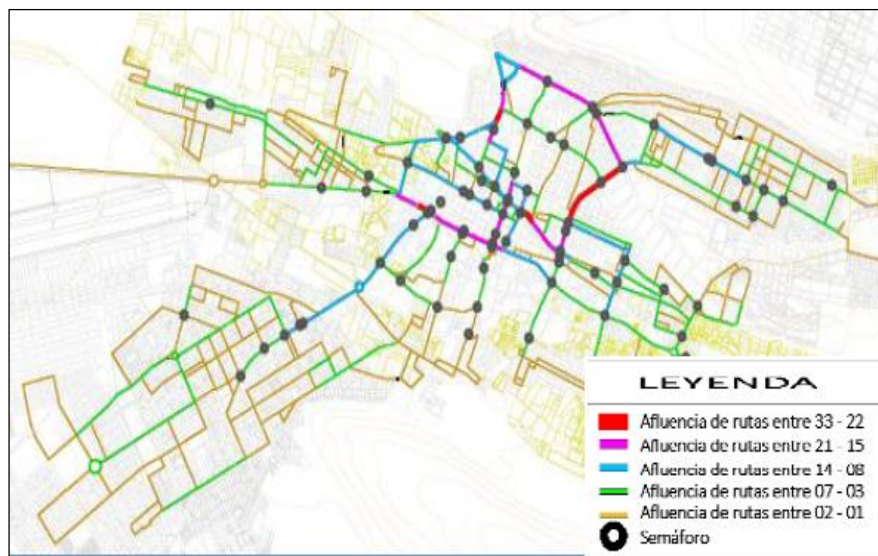 LEYENDA
Afluencia de rutas entre 33 - 22
Afluencia de rutas entre 21 - 15
Afluencia de rutas entre 14 - 08
Afluencia de rutas entre 07 - 03
Afluencia de rutas entre 02 - 01
Semáforo